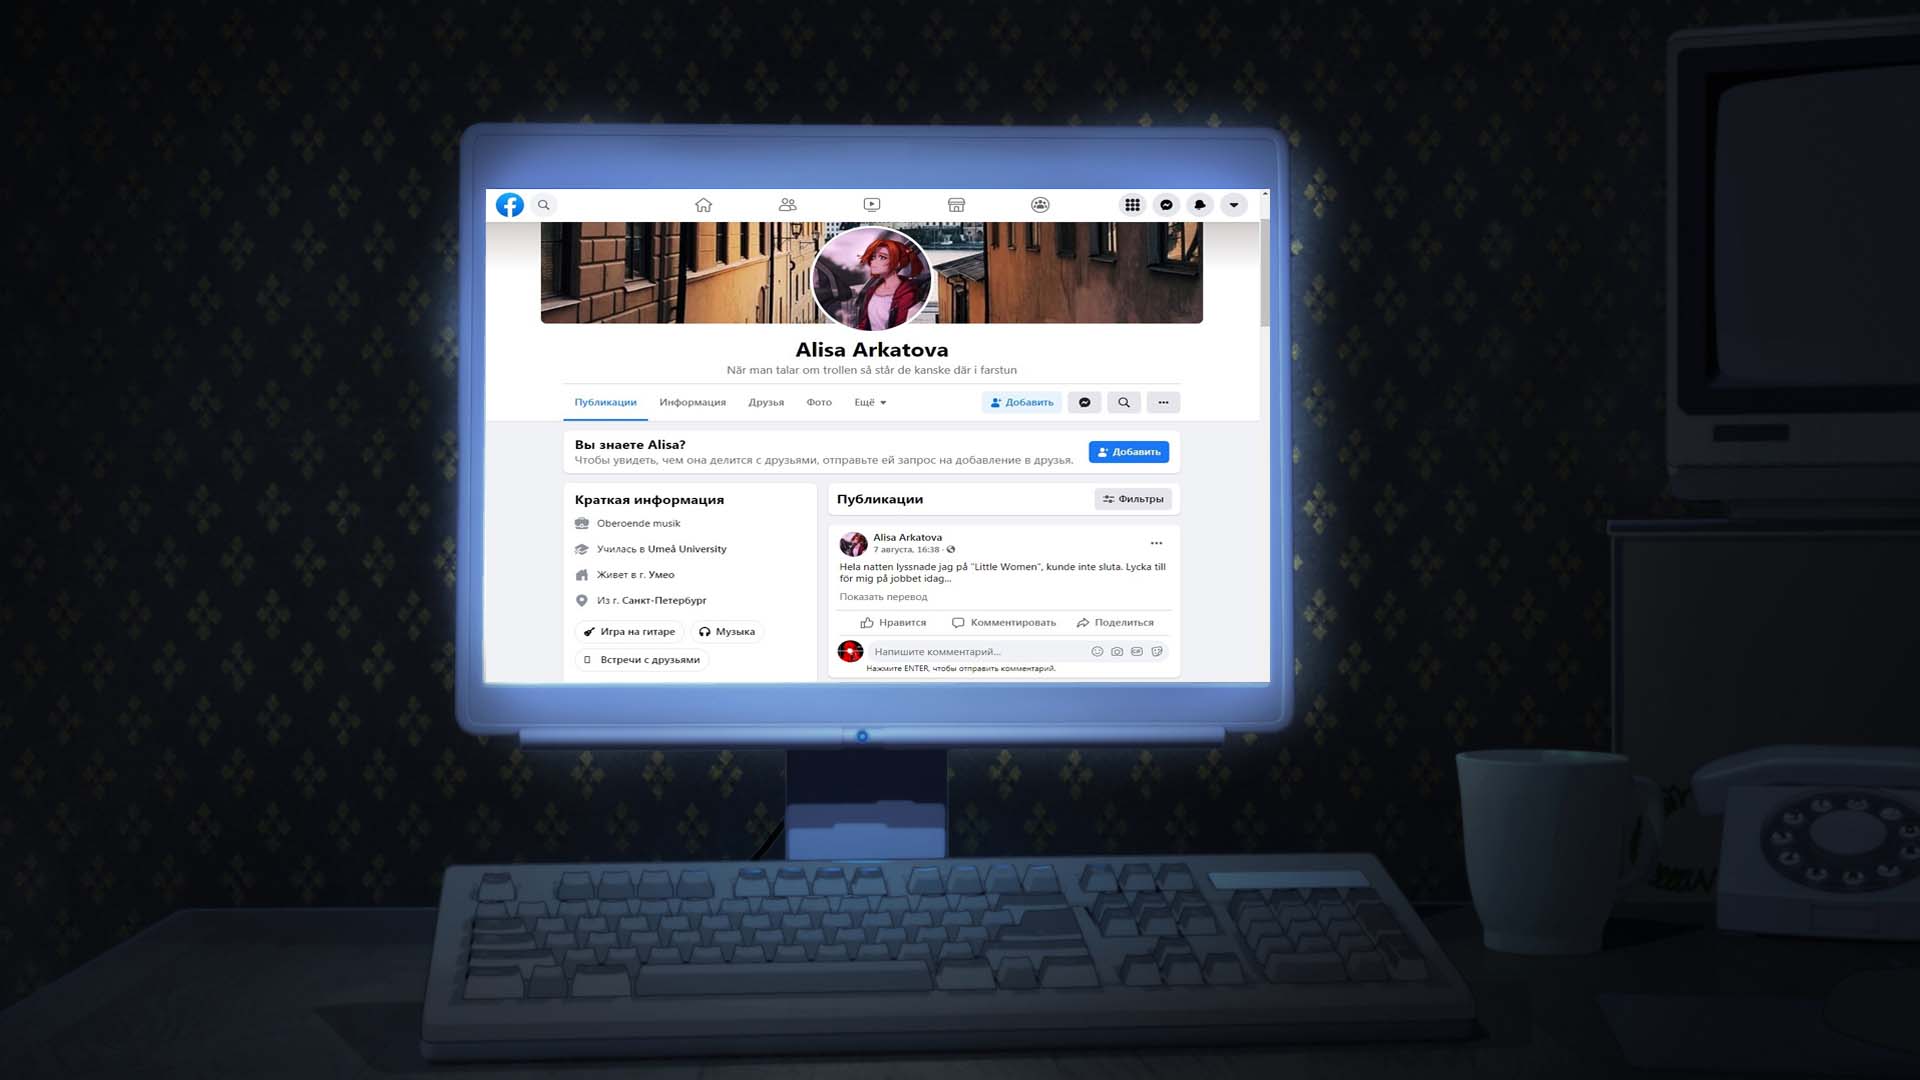 Alisa Arkatova
När man talar om trollen så står de kanske där i farstun
Публикации Информация Друзья Фото Ещё
Добавить
Вы знаете Alisa?
Чтобы увидеть, чем она делится с друзьями, отправьте ей запрос на добавление в друзья.
Добавить
Краткая информация
Oberoende musik
Училась в Umeå University
Живет в г. Умео
Из г. Санкт-Петербург
Игра на гитаре Музыка
Встречи с друзьями
Публикации
Фильтры
Alisa Arkatova
7 августа, 16:38 ·
Hela natten lyssnade jag på "Little Women", kunde inte sluta. Lycka till
för mig på jobbet idag...
Показать перевод
Нравится Комментировать Поделиться
Напишите комментарий...
Нажмите ENTER, чтобы отправить комментарий.